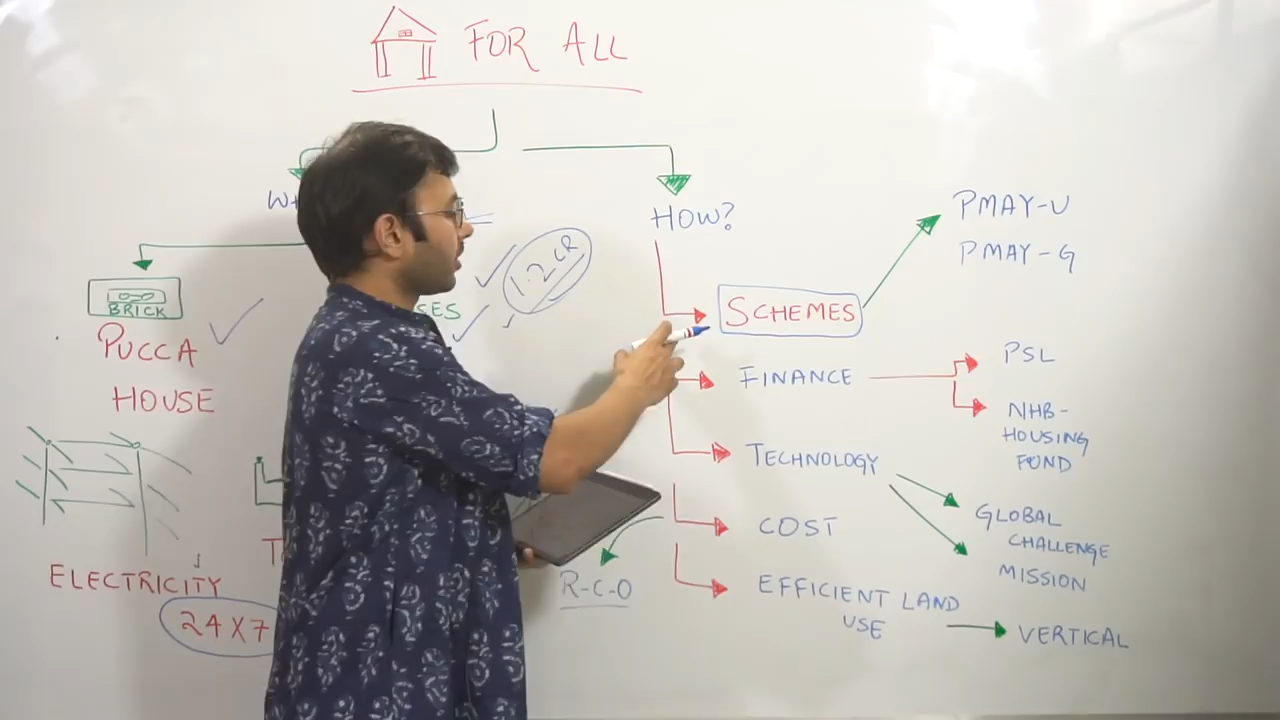 FOR ALL
HOW?
1.2 CR
PMAY-U
PMAY-G
BRICK
PUCCA
HOUSE
SCHEMES
FINANCE
PSL
NHB-
HOUSING
FUND
TECHNOLOGY
GLOBAL
CHALLENGE
MISSION
COST
R-C-O
EFFICIENT LAND
USE
VERTICAL
ELECTRICITY
24X7